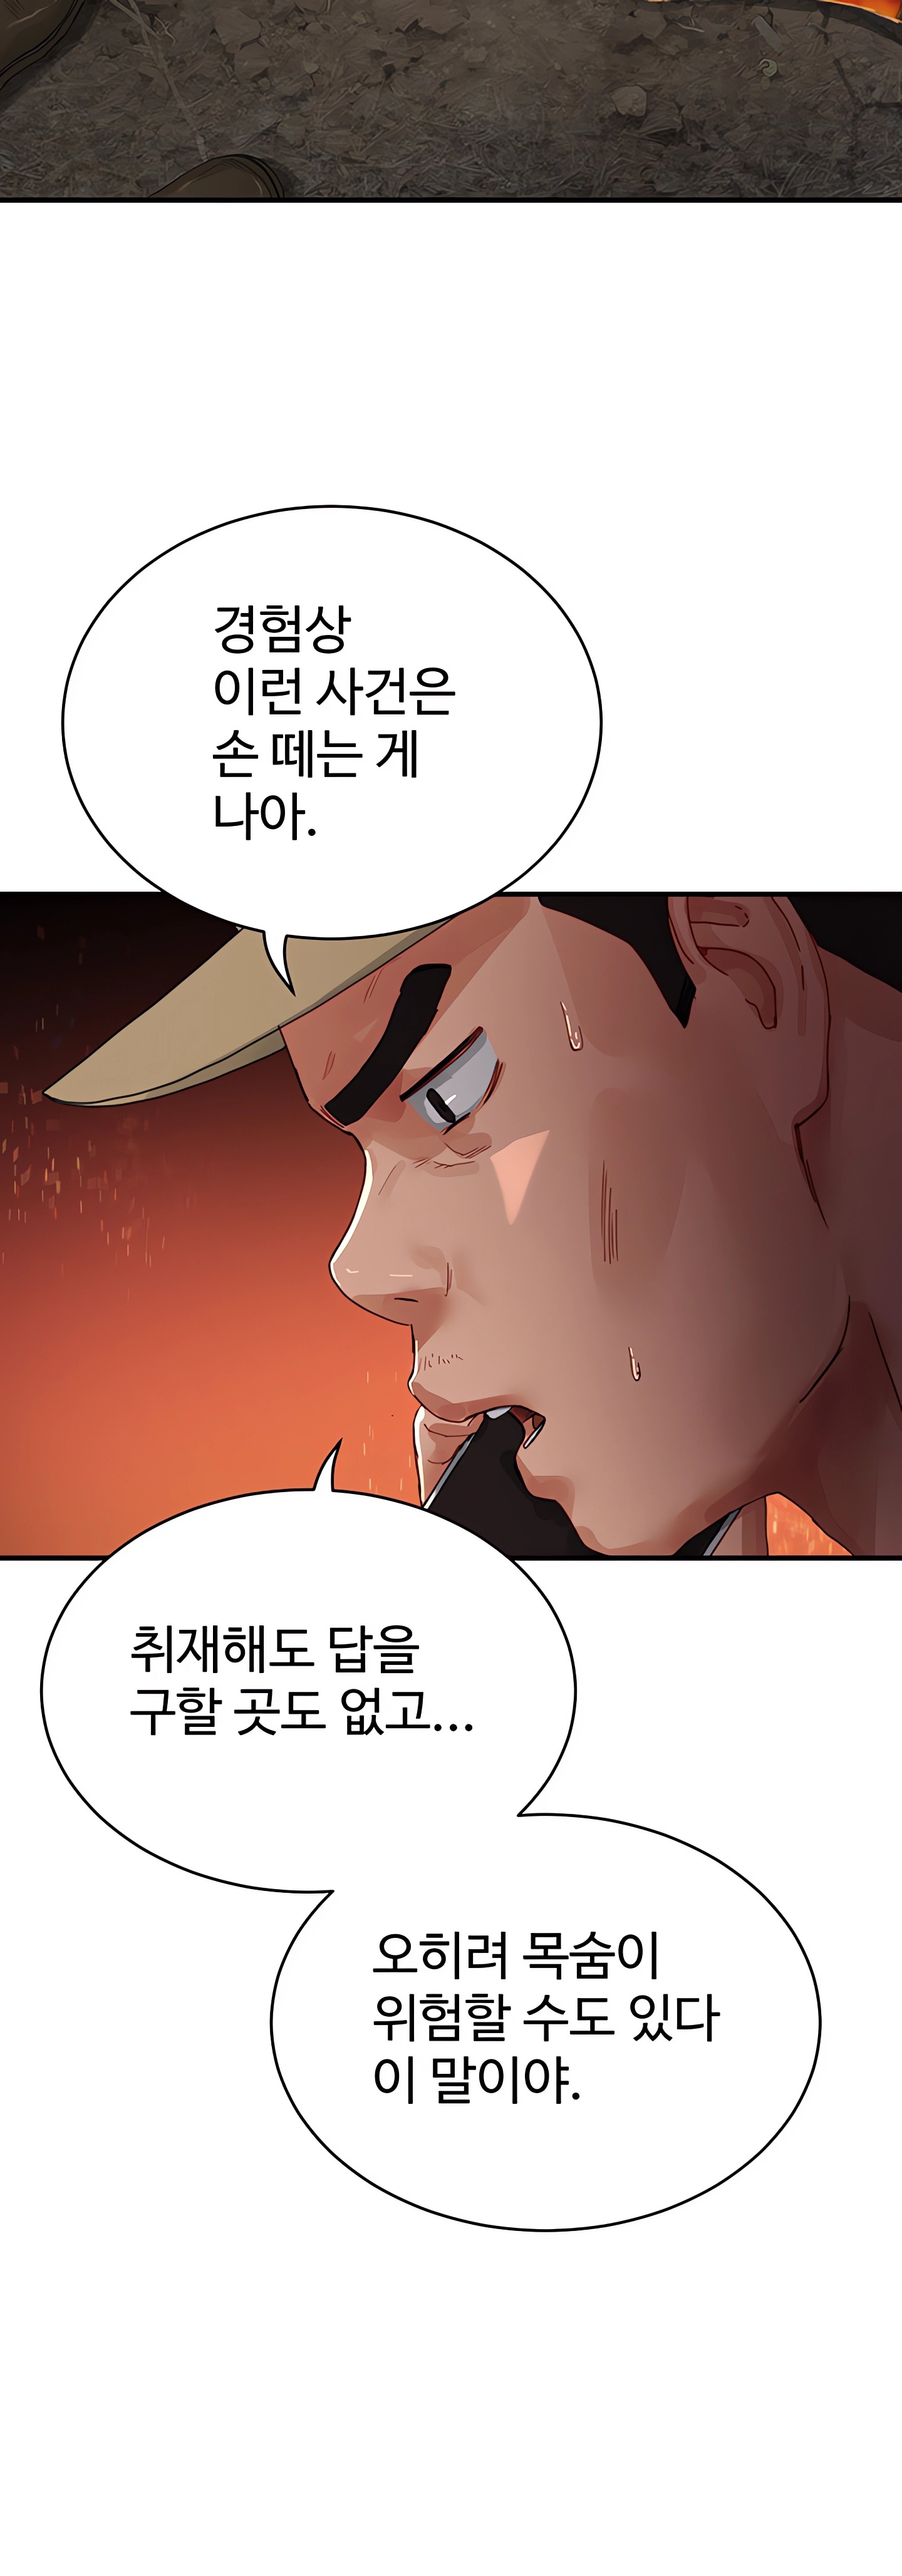 경험상
이런 사건은
손 떼는 게
나아.
취재해도 답을
구할 곳도 없고...
오히려 목숨이
위험할 수도 있다
이 말이야.